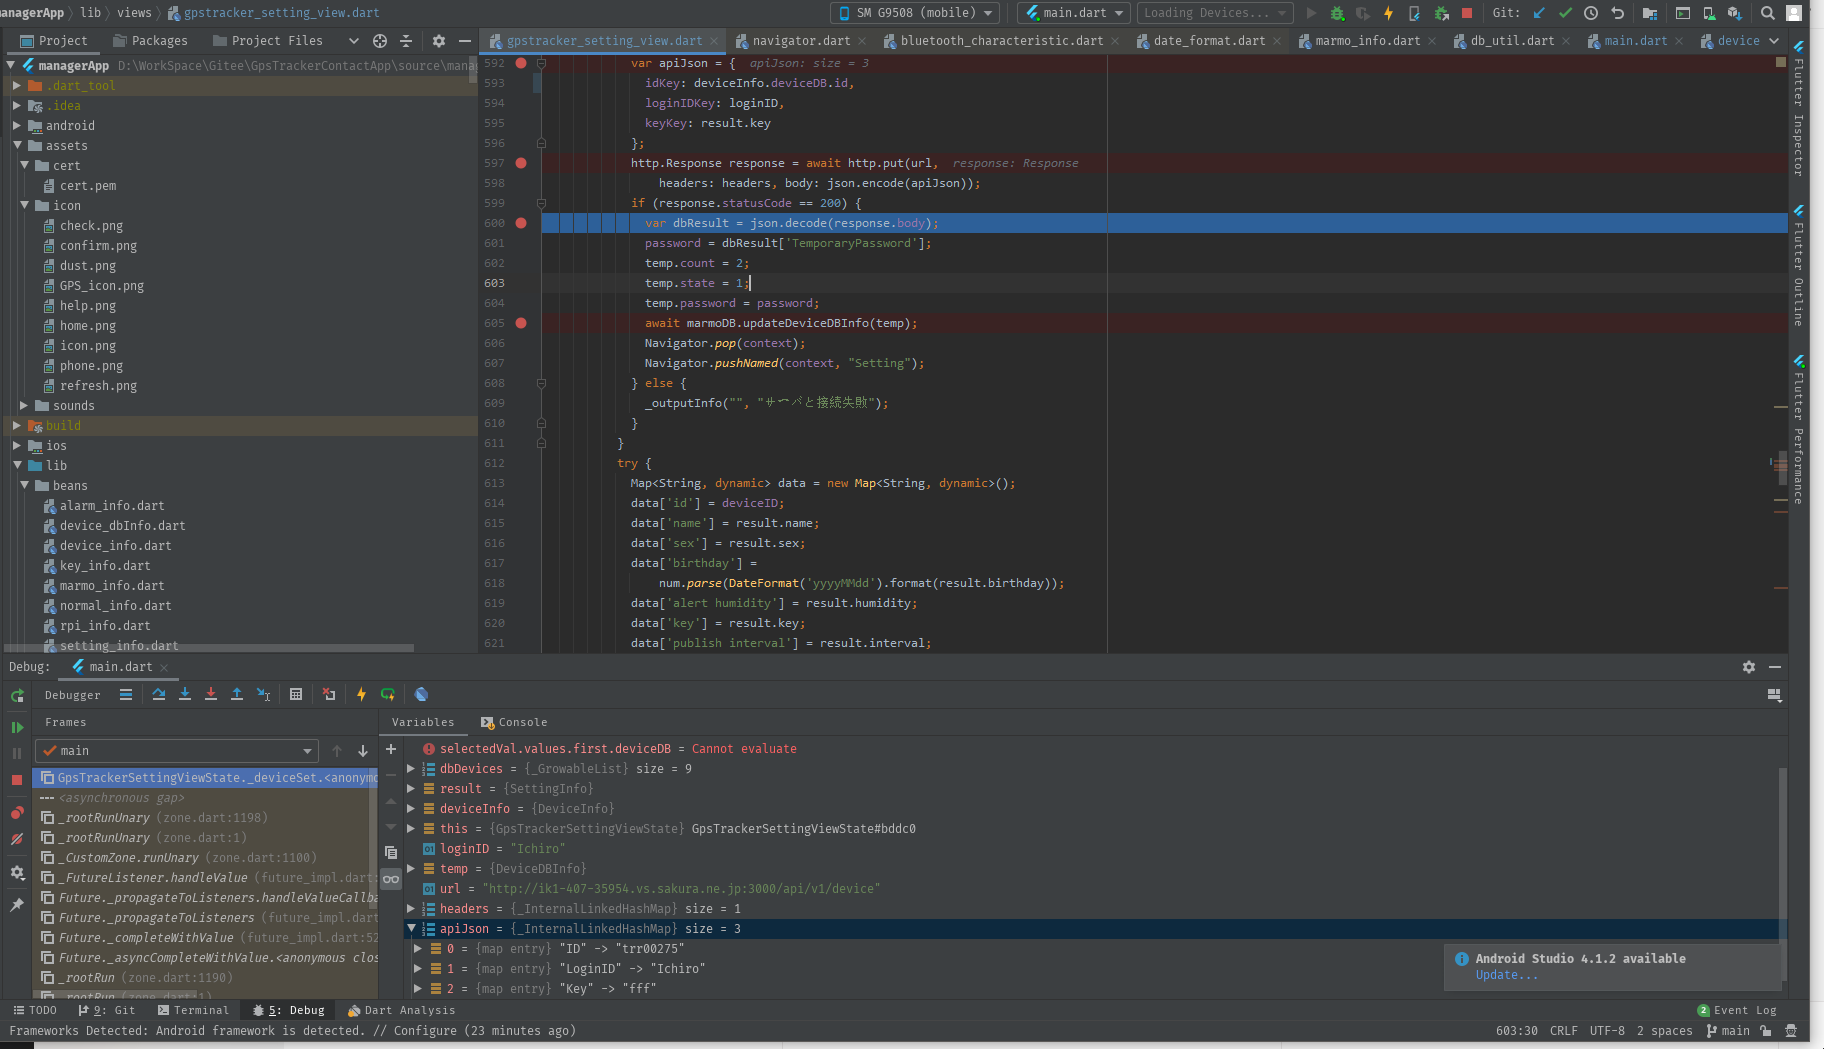 managerApp › lib › views › gpstracker_setting_view.dart SM G9508 (mobile) main.dart Loading Devices... Git:
Project Packages Project Files gpstracker_setting_view.dart navigator.dart bluetooth_characteristic.dart date_format.dart marmo_info.dart db_util.dart main.dart device
managerApp D:\WorkSpace\Gitee\GpsTrackerContactApp\source\mana
.dart_tool
.idea
android
assets
cert
cert.pem
icon
check.png
confirm.png
dust.png
GPS_icon.png
help.png
home.png
icon.png
phone.png
refresh.png
sounds
build
ios
lib
beans
alarm_info.dart
device_dbInfo.dart
device_info.dart
key_info.dart
marmo_info.dart
normal_info.dart
rpi_info.dart
setting_info.dart
592 var apiJson = { apiJson: size = 3
593 idKey: deviceInfo.deviceDB.id,
594 loginIDKey: loginID,
595 keyKey: result.key
596 };
597 http.Response response = await http.put(url, response: Response
598 headers: headers, body: json.encode(apiJson));
599 if (response.statusCode == 200) {
600 var dbResult = json.decode(response.body);
601 password = dbResult['TemporaryPassword'];
602 temp.count = 2;
603 temp.state = 1;
604 temp.password = password;
605 await marmoDB.updateDeviceDBInfo(temp);
606 Navigator.pop(context);
607 Navigator.pushNamed(context, "Setting");
608 } else {
609 _outputInfo("", "サーバと接続失敗");
610 }
611 }
612 try {
613 Map<String, dynamic> data = new Map<String, dynamic>();
614 data['id'] = deviceID;
615 data['name'] = result.name;
616 data['sex'] = result.sex;
617 data['birthday'] =
618 num.parse(DateFormat('yyyyMMdd').format(result.birthday));
619 data['alert humidity'] = result.humidity;
620 data['key'] = result.key;
621 data['publish interval'] = result.interval;
Flutter Inspector
Flutter Outline
Flutter Performance
Debug: main.dart
Debugger
Frames
main
GpsTrackerSettingViewState._deviceSet.<anonymo
<asynchronous gap>
_rootRunUnary (zone.dart:1198)
_rootRunUnary (zone.dart:1)
_CustomZone.runUnary (zone.dart:1100)
_FutureListener.handleValue (future_impl.dart:
Future._propagateToListeners.handleValueCallba
Future._propagateToListeners (future_impl.dart
Future._completeWithValue (future_impl.dart:52
Future._asyncCompleteWithValue.<anonymous clos
_rootRun (zone.dart:1190)
_rootRun (zone.dart:1)
Variables Console
selectedVal.values.first.deviceDB = Cannot evaluate
dbDevices = {_GrowableList} size = 9
result = {SettingInfo}
deviceInfo = {DeviceInfo}
this = {GpsTrackerSettingViewState} GpsTrackerSettingViewState#bddc0
loginID = "Ichiro"
temp = {DeviceDBInfo}
url = "http://ik1-407-35954.vs.sakura.ne.jp:3000/api/v1/device"
headers = {_InternalLinkedHashMap} size = 1
apiJson = {_InternalLinkedHashMap} size = 3
0 = {map entry} "ID" -> "trr00275"
1 = {map entry} "LoginID" -> "Ichiro"
2 = {map entry} "Key" -> "fff"
Android Studio 4.1.2 available
Update...
TODO 9: Git Terminal 5: Debug Dart Analysis 2 Event Log
Frameworks Detected: Android framework is detected. // Configure (23 minutes ago) 603:30 CRLF UTF-8 2 spaces main